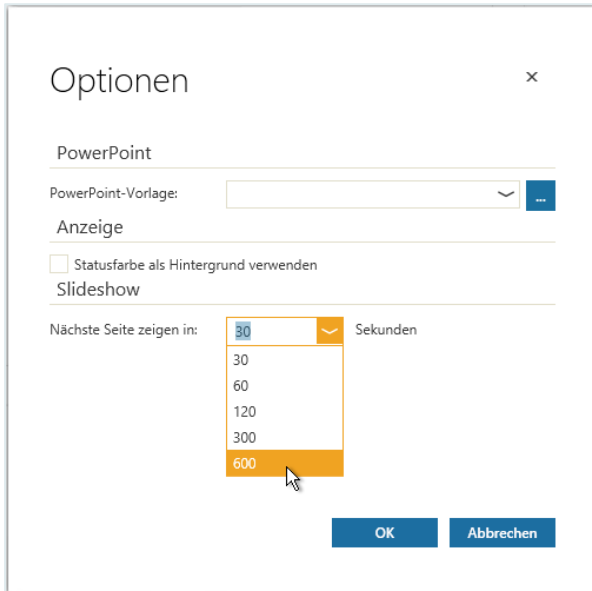 Optionen
PowerPoint
PowerPoint-Vorlage:
...
Anzeige
Statusfarbe als Hintergrund verwenden
Slideshow
Nächste Seite zeigen in: 30 Sekunden
30
60
120
300
600
OK Abbrechen